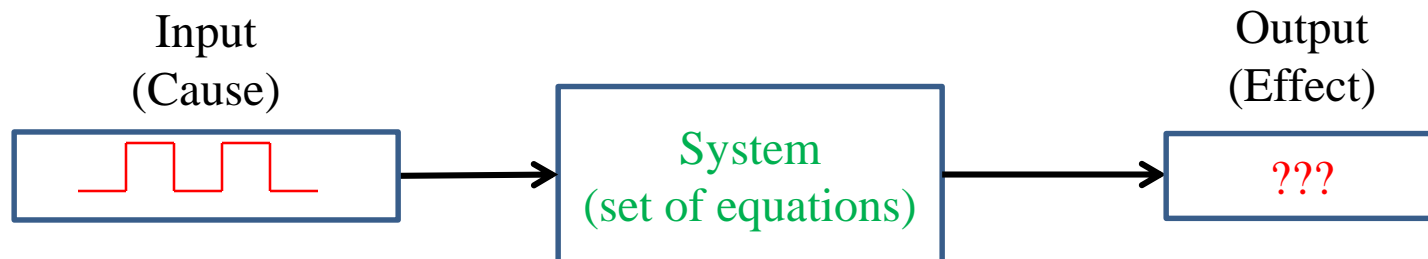 Input
(Cause)
System
(set of equations)
Output
(Effect)
???